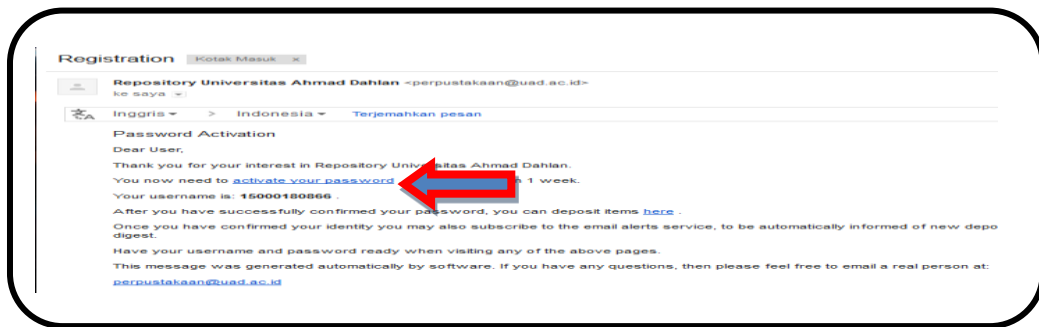 Registration Kotak Masuk x
Repository Universitas Ahmad Dahlan <perpustakaan@uad.ac.id>
ke saya
Inggris > Indonesia Terjemahkan pesan
Password Activation
Dear User,
Thank you for your interest in Repository Universitas Ahmad Dahlan.
You now need to activate your password 1 week.
Your username is: 15000180866 .
After you have successfully confirmed your password, you can deposit items here .
Once you have confirmed your identity you may also subscribe to the email alerts service, to be automatically informed of new depo
digest.
Have your username and password ready when visiting any of the above pages.
This message was generated automatically by software. If you have any questions, then please feel free to email a real person at:
perpustakaan@uad.ac.id